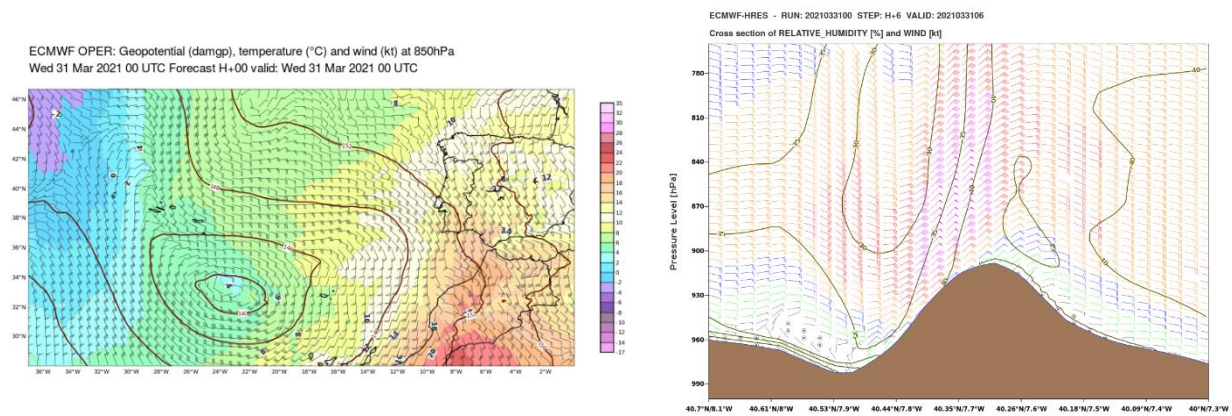 ECMWF OPER: Geopotential (damgp), temperature (°C) and wind (kt) at 850hPa
Wed 31 Mar 2021 00 UTC Forecast H+00 valid: Wed 31 Mar 2021 00 UTC
46°N
44°N
42°N
40°N
38°N
36°N
34°N
32°N
30°N
36°W 34°W 32°W 30°W 28°W 26°W 24°W 22°W 20°W 18°W 16°W 14°W 12°W 10°W 8°W 6°W 4°W 2°W
35
32
30
28
26
24
22
20
18
16
14
12
10
8
6
4
2
0
-2
-4
-6
-8
-10
-12
-14
-17
ECMWF-HRES - RUN: 2021033100 STEP: H+6 VALID: 2021033106
Cross section of RELATIVE_HUMIDITY [%] and WIND [kt]
Pressure Level [hPa]
780
810
840
870
900
930
960
990
40.7°N/8.1°W 40.61°N/8°W 40.53°N/7.9°W 40.44°N/7.8°W 40.35°N/7.7°W 40.26°N/7.6°W 40.18°N/7.5°W 40.09°N/7.4°W 40°N/7.3°W